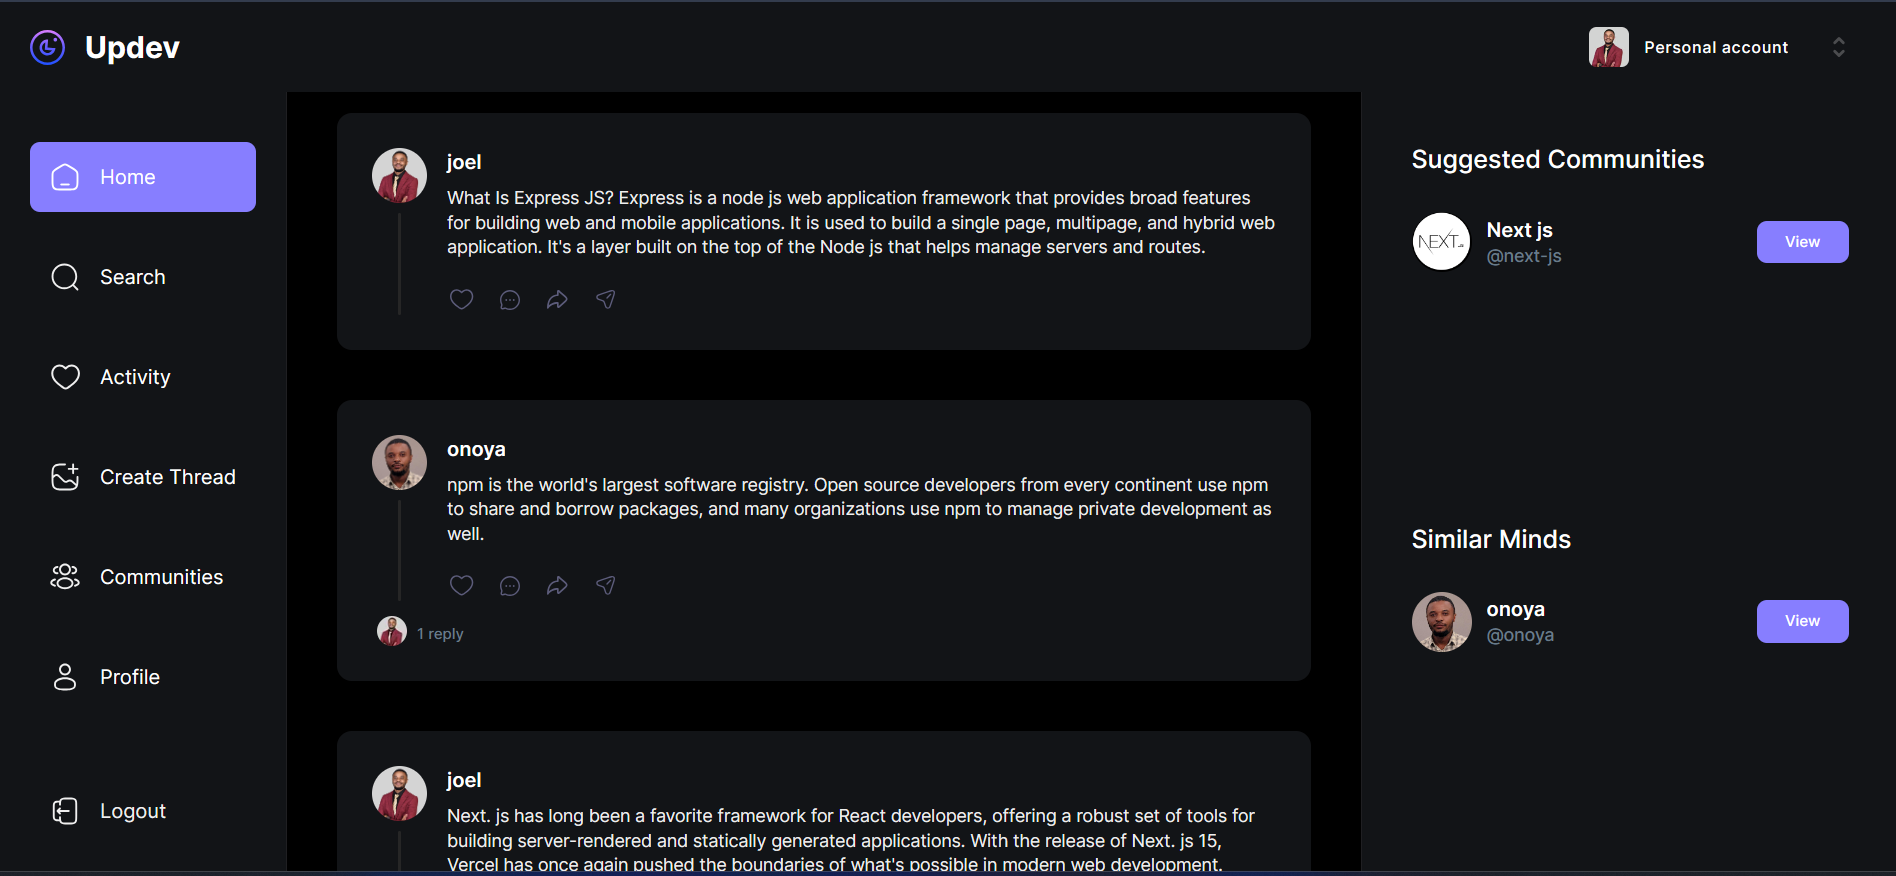 Updev
Personal account
Home
Search
Activity
Create Thread
Communities
Profile
Logout
joel
What Is Express JS? Express is a node js web application framework that provides broad features
for building web and mobile applications. It is used to build a single page, multipage, and hybrid web
application. It's a layer built on the top of the Node js that helps manage servers and routes.
onoya
npm is the world's largest software registry. Open source developers from every continent use npm
to share and borrow packages, and many organizations use npm to manage private development as
well.
1 reply
joel
Next. js has long been a favorite framework for React developers, offering a robust set of tools for
building server-rendered and statically generated applications. With the release of Next. js 15,
Vercel has once again pushed the boundaries of what's possible in modern web development.
Suggested Communities
NEXT.JS
Next js
@next-js
View
Similar Minds
onoya
@onoya
View